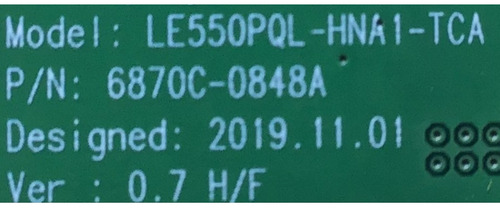 Model: LE550PQL-HNA1-TCA
P/N: 6870C-0848A
Designed: 2019.11.01
Ver : 0.7 H/F